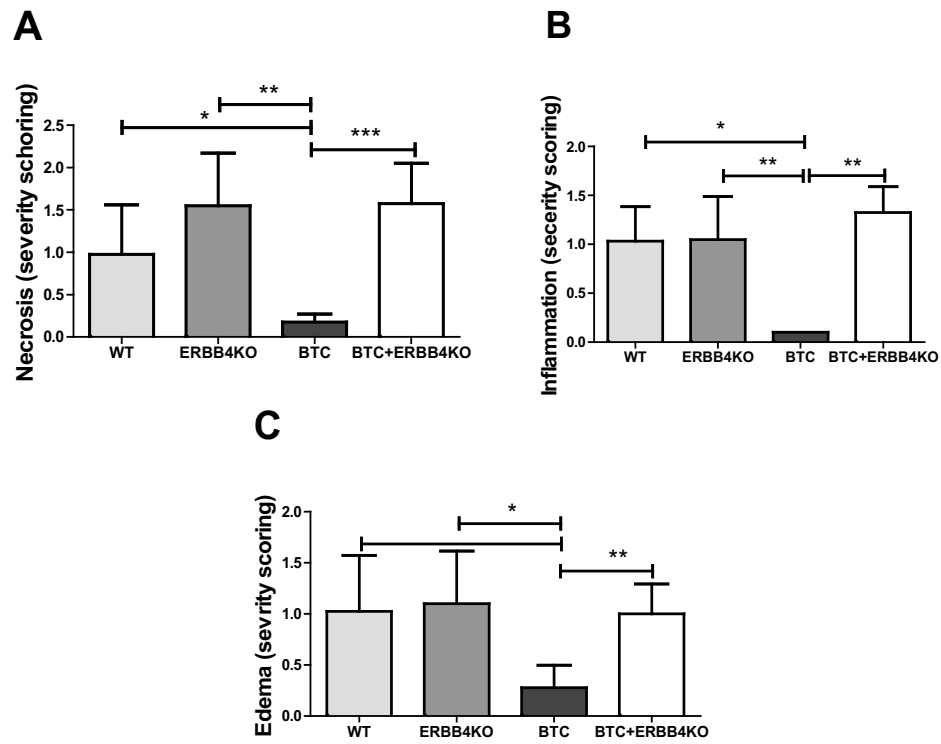 A
**
*
***
Necrosis (severity schoring)
2.5
2.0
1.5
1.0
0.5
0.0
WT ERBB4KO BTC BTC+ERBB4KO
B
*
** **
Inflammation (secerity scoring)
2.0
1.5
1.0
0.5
0.0
WT ERBB4KO BTC BTC+ERBB4KO
C
*
**
Edema (sevrity scoring)
2.0
1.5
1.0
0.5
0.0
WT ERBB4KO BTC BTC+ERBB4KO